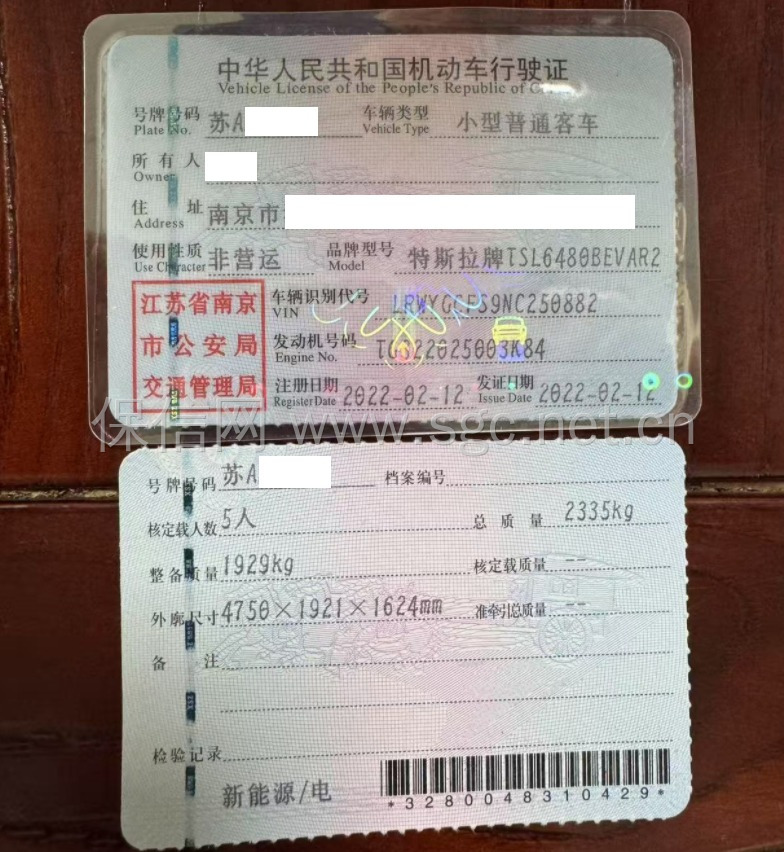 中华人民共和国机动车行驶证
Vehicle License of the People's Republic of
号牌号码 Plate No. 苏A 车辆类型 Vehicle Type 小型普通客车
所有人 Owner
住址 Address 南京市
使用性质 Use Character 非营运 品牌型号 Model 特斯拉牌TSL6480BEVAR2
江苏省南京
市公安局
交通管理局
车辆识别代号 VIN LRWYGCFS9NC250882
发动机号码 Engine No. TG322025003K84
注册日期 Register Date 2022-02-12 发证日期 Issue Date 2022-02-12
保信网 www.sgc.net.cn
号牌号码 苏A 档案编号
核定载人数 5人 总质量 2335kg
整备质量 1929kg 核定载质量 --
外廓尺寸 4750×1921×1624mm 准牵引总质量 --
备注
检验记录
新能源/电
*3280048310429*